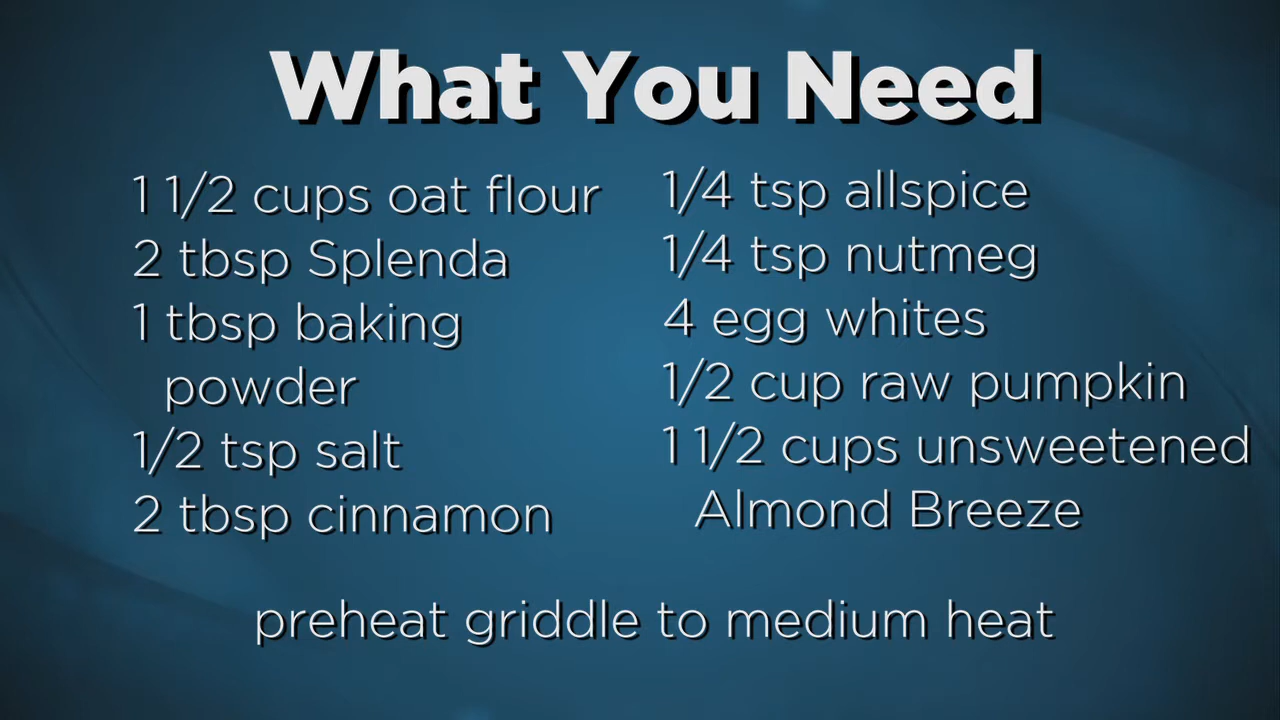 What You Need
1 1/2 cups oat flour
2 tbsp Splenda
1 tbsp baking
powder
1/2 tsp salt
2 tbsp cinnamon
1/4 tsp allspice
1/4 tsp nutmeg
4 egg whites
1/2 cup raw pumpkin
1 1/2 cups unsweetened
Almond Breeze
preheat griddle to medium heat